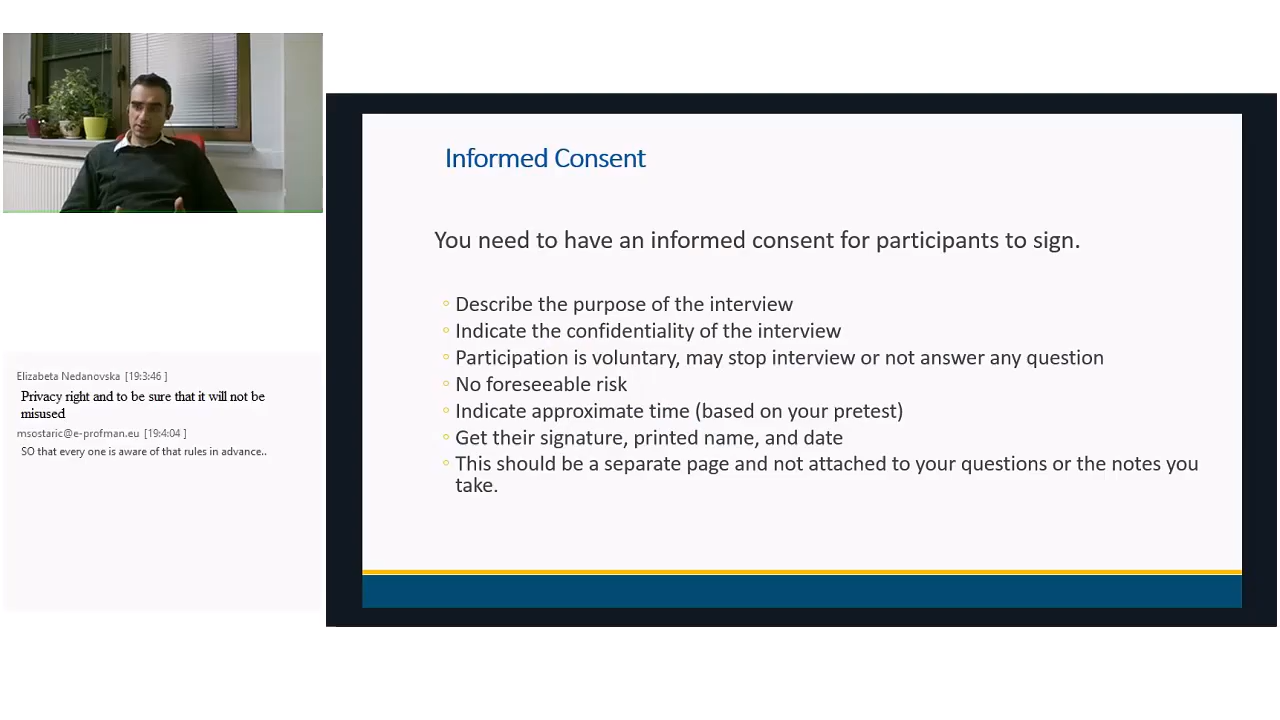 Informed Consent
You need to have an informed consent for participants to sign.
◦ Describe the purpose of the interview
◦ Indicate the confidentiality of the interview
◦ Participation is voluntary, may stop interview or not answer any question
◦ No foreseeable risk
◦ Indicate approximate time (based on your pretest)
◦ Get their signature, printed name, and date
◦ This should be a separate page and not attached to your questions or the notes you
take.
Elizabeta Nedanovska [19:3:46 ]
Privacy right and to be sure that it will not be
misused
msostaric@e-profman.eu [19:4:04 ]
SO that every one is aware of that rules in advance..